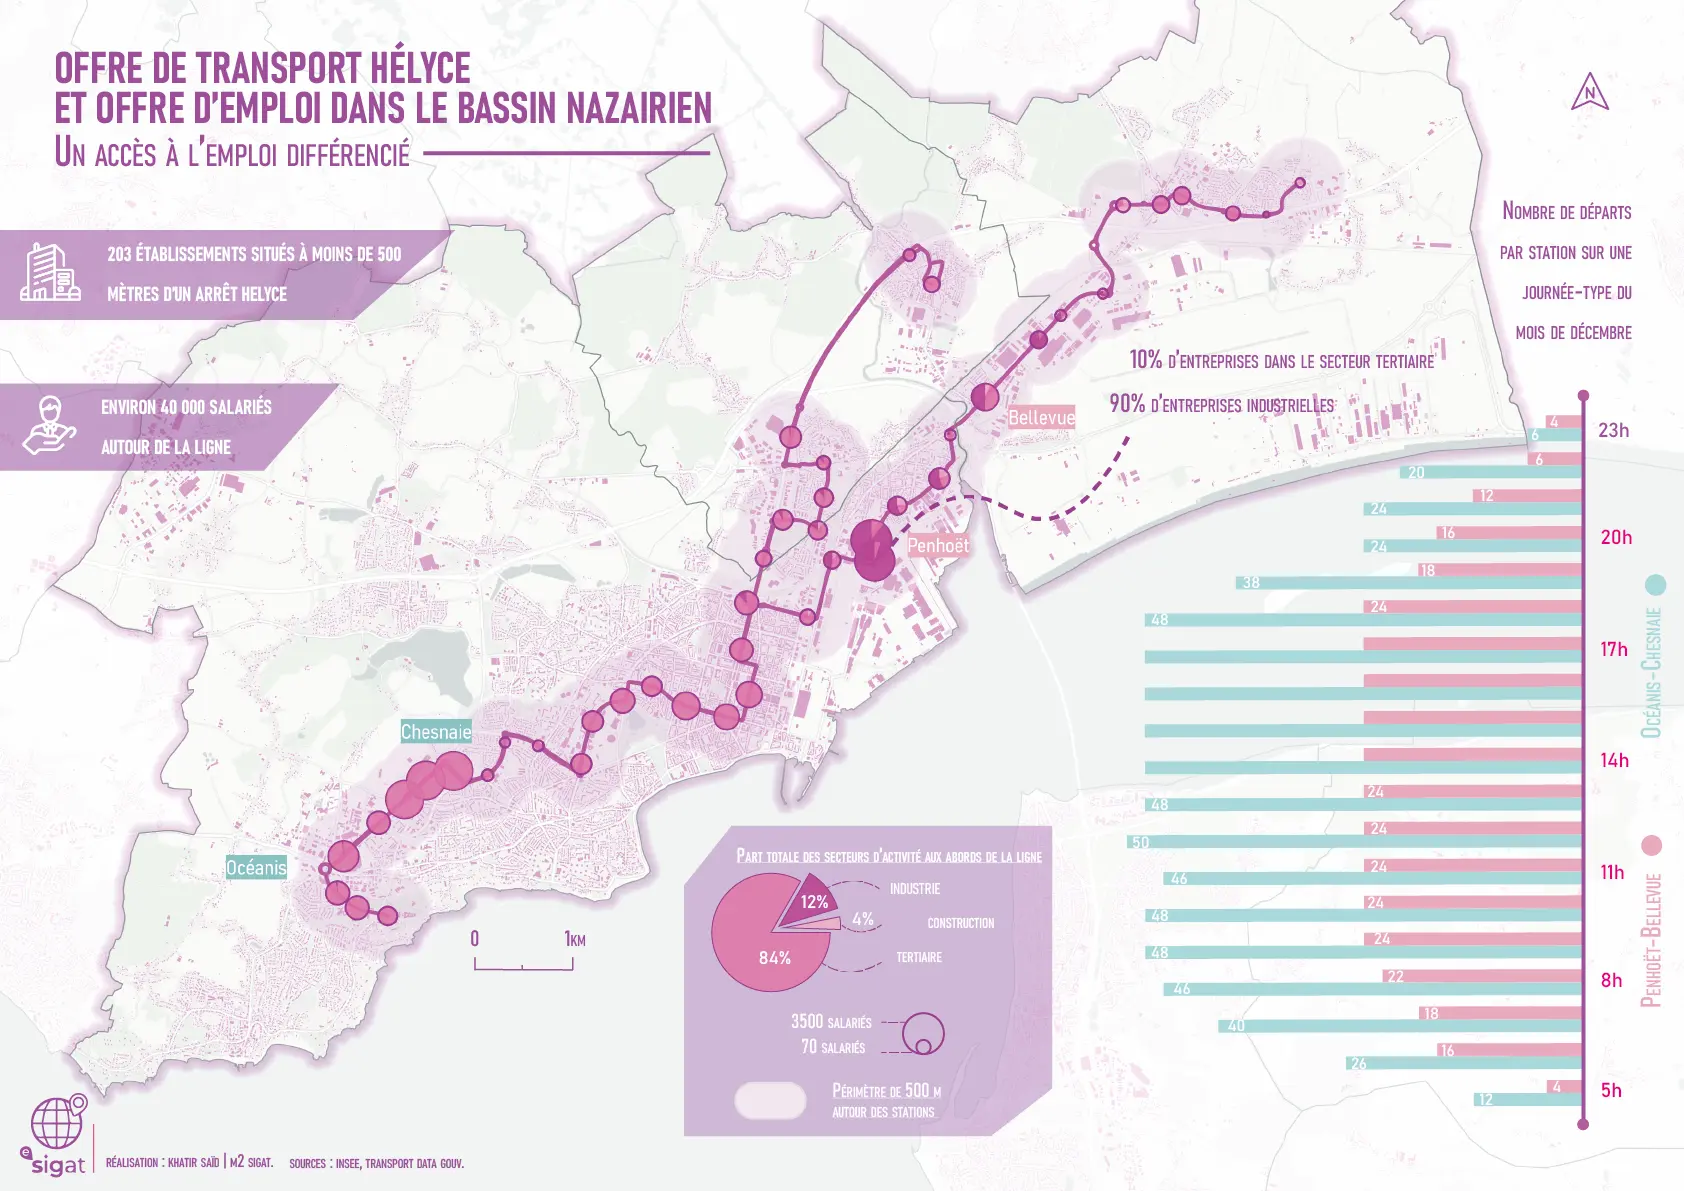 OFFRE DE TRANSPORT HÉLYCE
ET OFFRE D'EMPLOI DANS LE BASSIN NAZAIRIEN
UN ACCÈS À L'EMPLOI DIFFÉRENCIÉ
N
203 ÉTABLISSEMENTS SITUÉS À MOINS DE 500
MÈTRES D'UN ARRÊT HELYCE
ENVIRON 40 000 SALARIÉS
AUTOUR DE LA LIGNE
NOMBRE DE DÉPARTS
PAR STATION SUR UNE
JOURNÉE-TYPE DU
MOIS DE DÉCEMBRE
10% D'ENTREPRISES DANS LE SECTEUR TERTIAIRE
90% D'ENTREPRISES INDUSTRIELLES
Bellevue
Penhoët
Chesnaie
Océanis
0 1KM
4
6 23h
6
20
12
24
16
24 20h
18
38
24
48
17h
14h
24
48
24
50
24
46 11h
24
48
24
48
22
46 8h
18
40
16
26
4
12 5h
OCÉANIS-CHESNAIE
PENHOËT-BELLEVUE
PART TOTALE DES SECTEURS D'ACTIVITÉ AUX ABORDS DE LA LIGNE
12% INDUSTRIE
4% CONSTRUCTION
84% TERTIAIRE
3500 SALARIÉS
70 SALARIÉS
PÉRIMÈTRE DE 500 M
AUTOUR DES STATIONS
e
sigat
RÉALISATION : KHATIR SAÏD | M2 SIGAT. SOURCES : INSEE, TRANSPORT DATA GOUV.